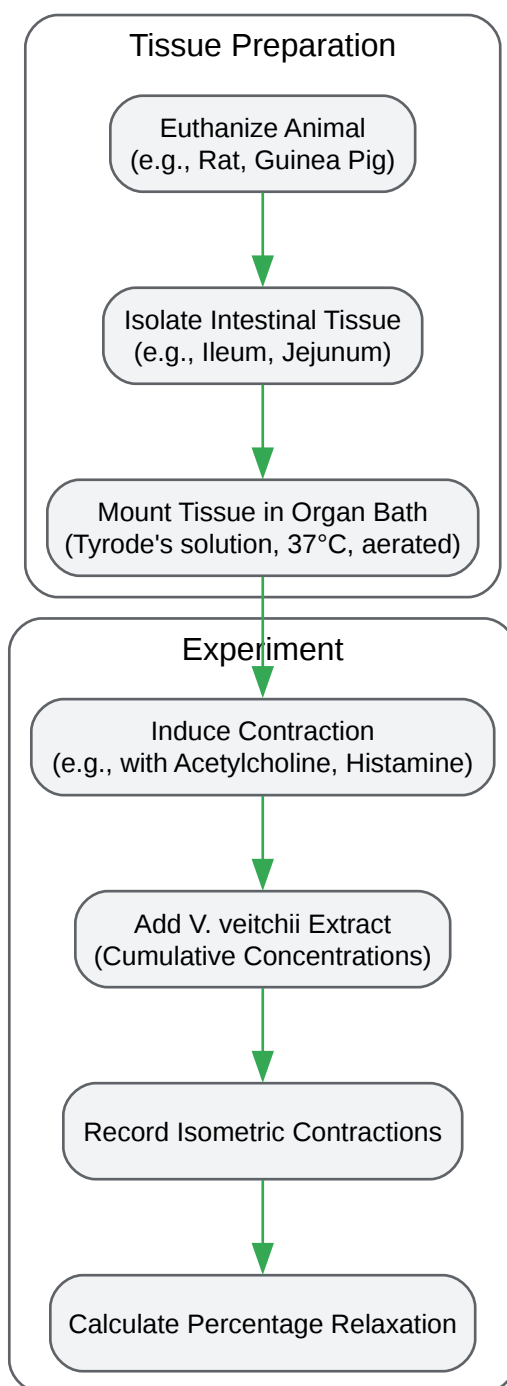 Tissue Preparation
Euthanize Animal
(e.g., Rat, Guinea Pig)
Isolate Intestinal Tissue
(e.g., Ileum, Jejunum)
Mount Tissue in Organ Bath
(Tyrode's solution, 37°C, aerated)
Experiment
Induce Contraction
(e.g., with Acetylcholine, Histamine)
Add V. veitchii Extract
(Cumulative Concentrations)
Record Isometric Contractions
Calculate Percentage Relaxation